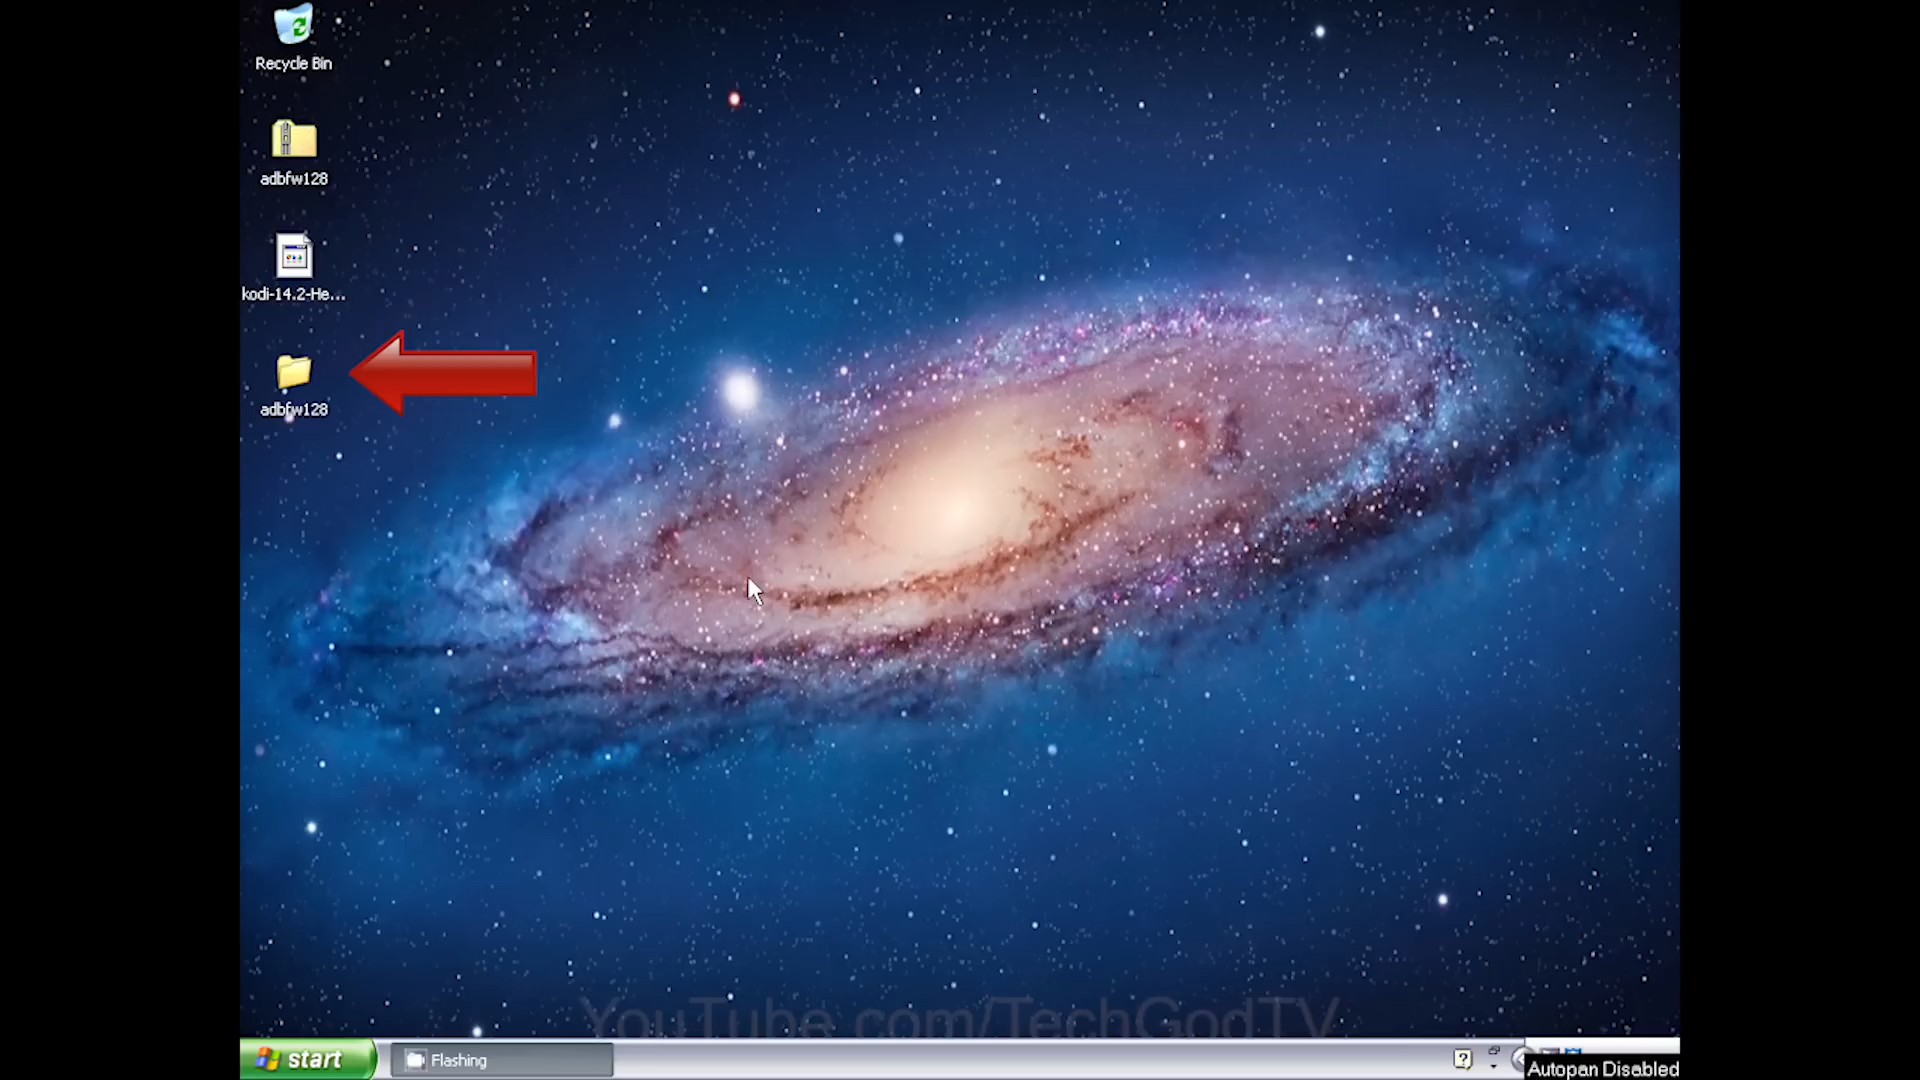 Recycle Bin
adbfw128
kodi-14.2-He...
adbfw128
YouTube.com/TechGodTV
start
Flashing
Autopan Disabled